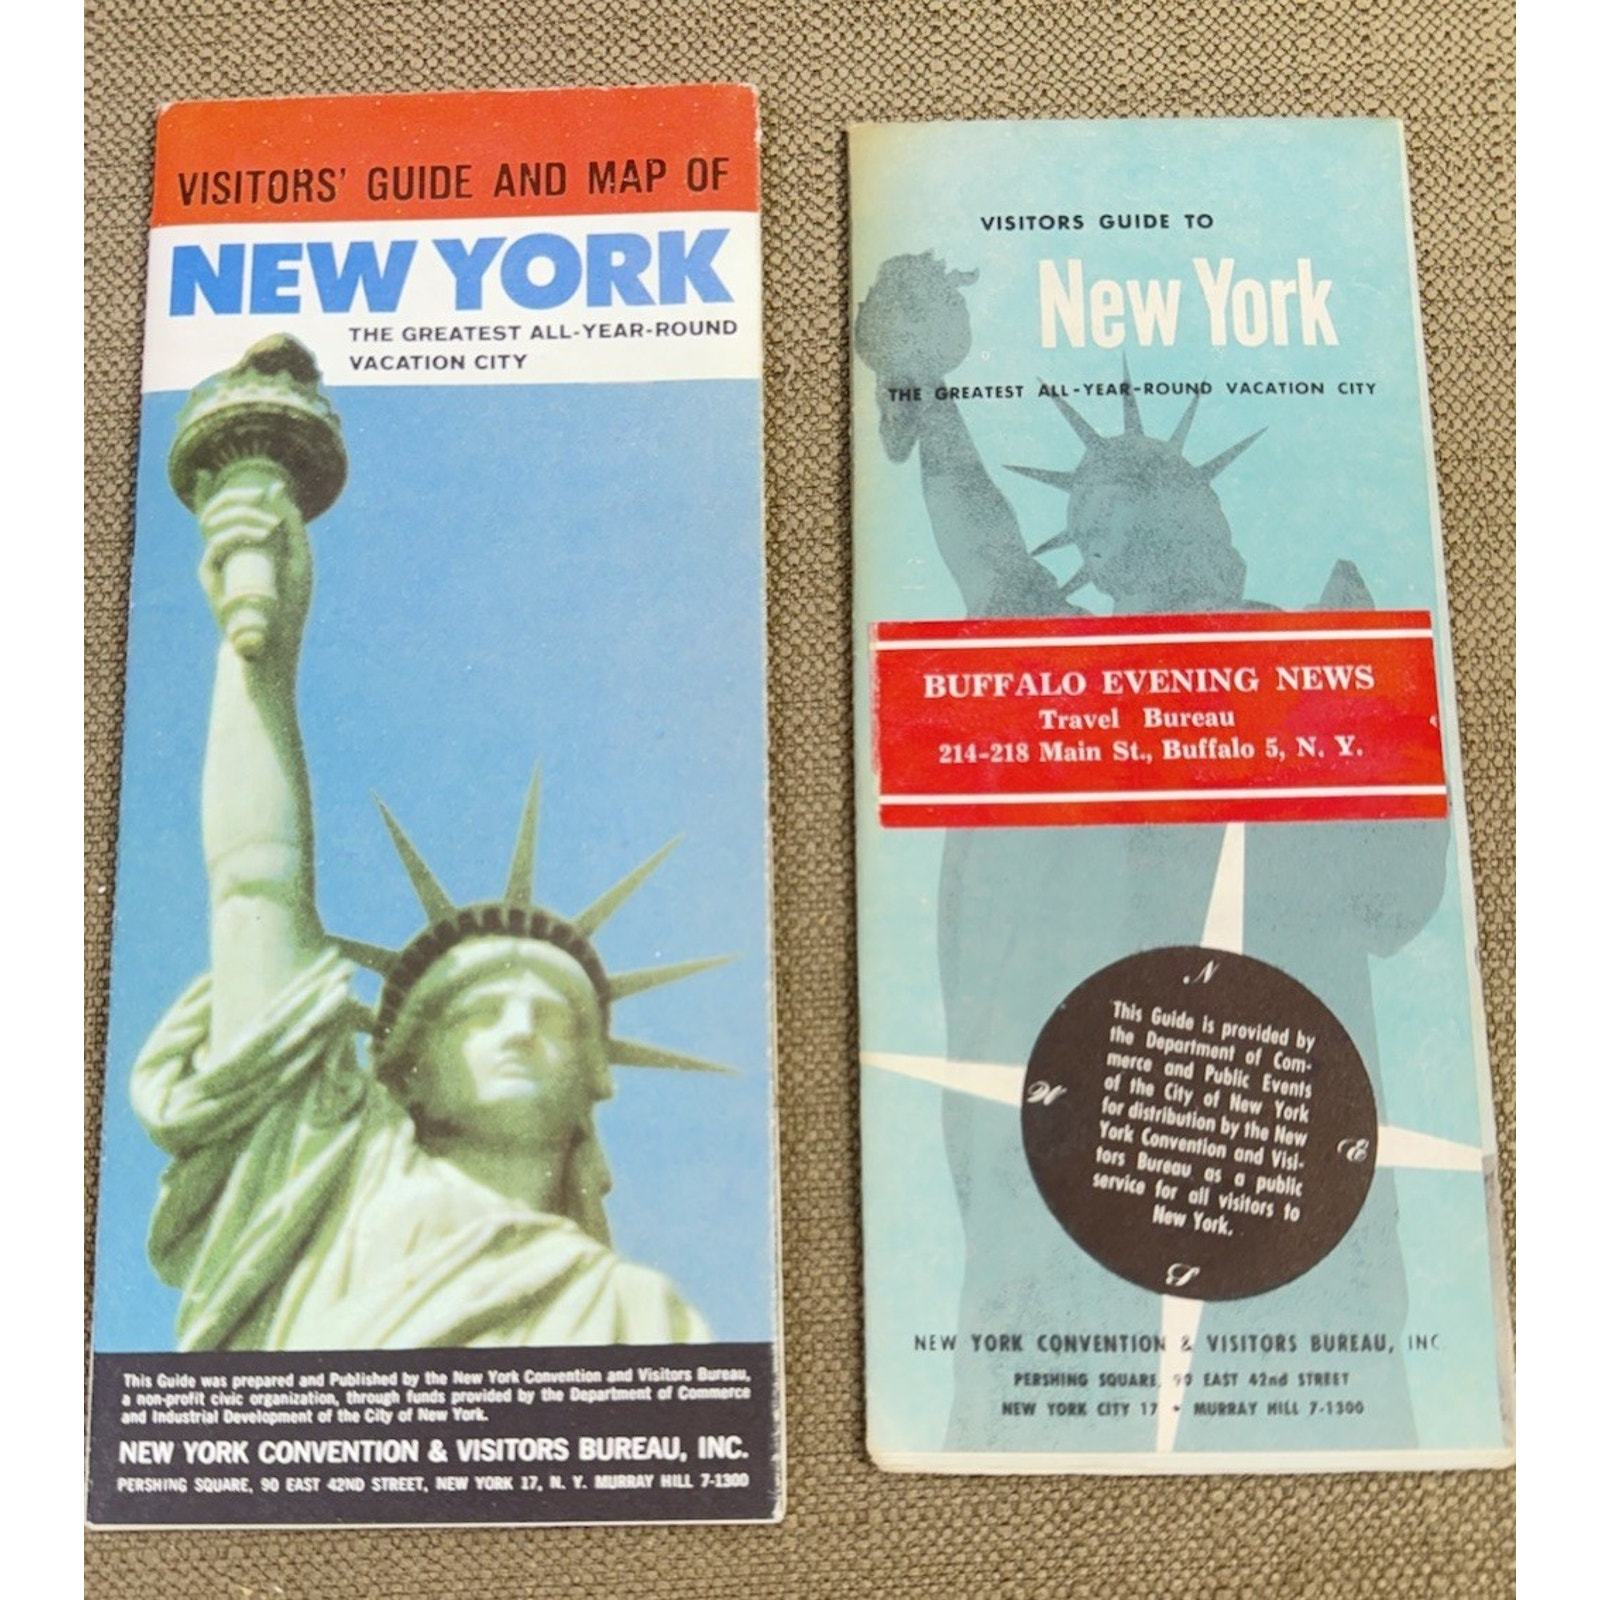 VISITORS' GUIDE AND MAP OF
NEW YORK
THE GREATEST ALL-YEAR-ROUND
VACATION CITY
This Guide was prepared and Published by the New York Convention and Visitors Bureau,
a non-profit civic organization, through funds provided by the Department of Commerce
and Industrial Development of the City of New York.
NEW YORK CONVENTION & VISITORS BUREAU, INC.
PERSHING SQUARE, 90 EAST 42ND STREET, NEW YORK 17, N. Y. MURRAY HILL 7-1300
VISITORS GUIDE TO
New York
THE GREATEST ALL-YEAR-ROUND VACATION CITY
BUFFALO EVENING NEWS
Travel Bureau
214-218 Main St., Buffalo 5, N. Y.
N
This Guide is provided by
the Department of Com-
merce and Public Events
of the City of New York
for distribution by the New
York Convention and Visi-
tors Bureau as a public
service for all visitors to
New York.
W
E
S
NEW YORK CONVENTION & VISITORS BUREAU, INC
PERSHING SQUARE, 90 EAST 42nd STREET
NEW YORK CITY 17 • MURRAY HILL 7-1300